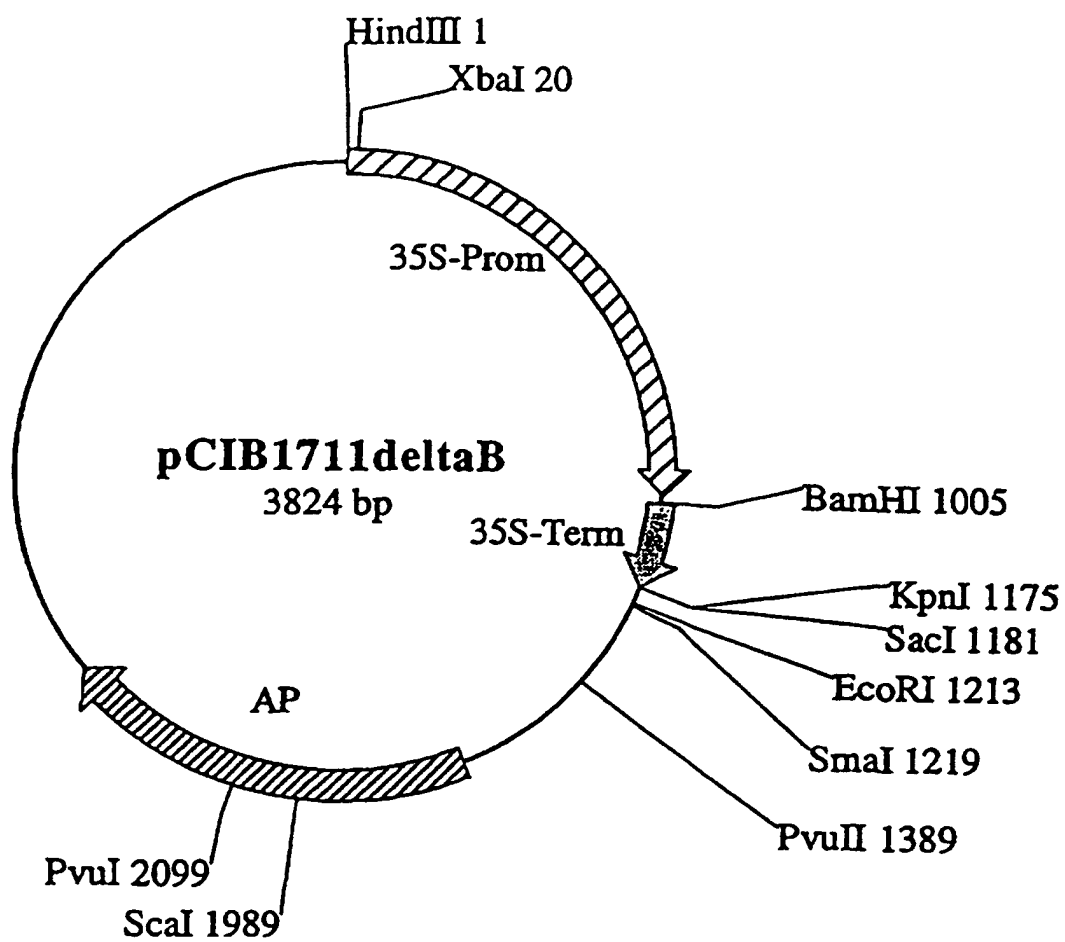 HindIII 1
XbaI 20
35S-Prom
pCIB1711deltaB
3824 bp
BamHI 1005
35S-Term
KpnI 1175
SacI 1181
EcoRI 1213
AP
SmaI 1219
PvuII 1389
PvuI 2099
ScaI 1989